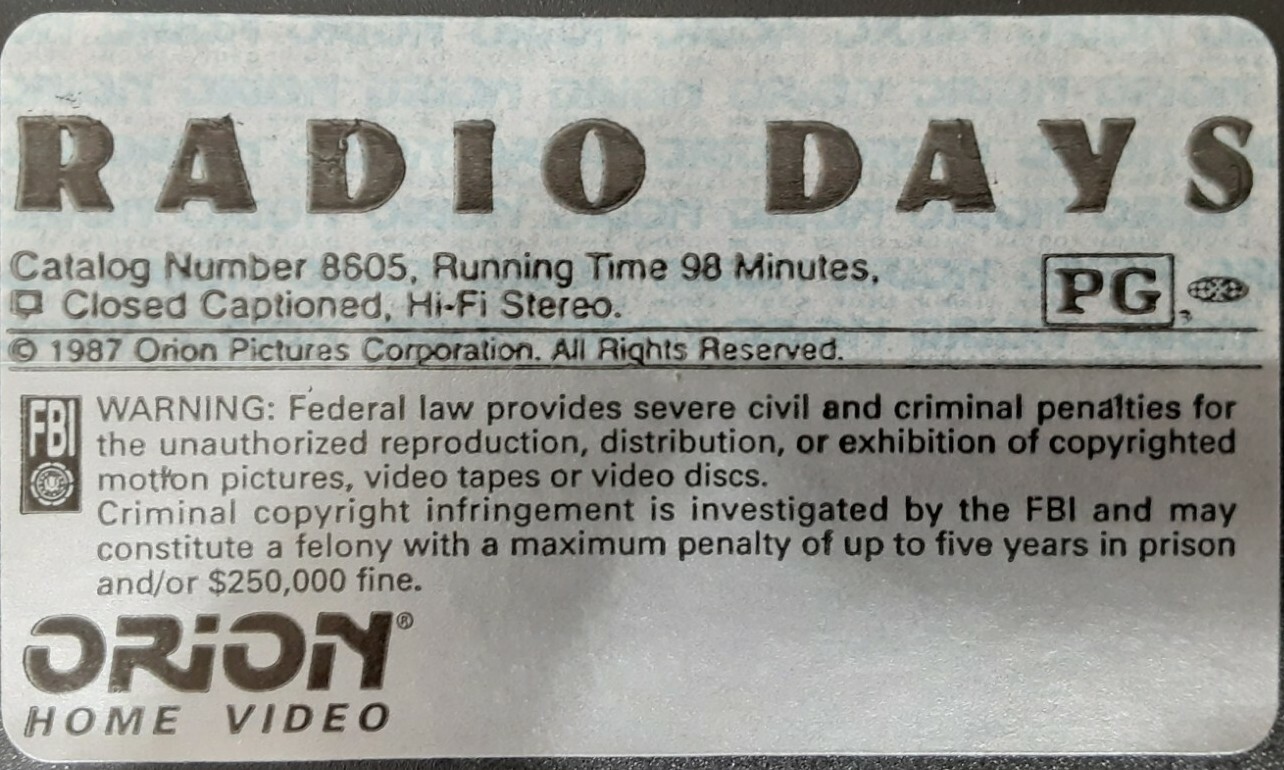 RADIO DAYS
Catalog Number 8605, Running Time 98 Minutes,
Closed Captioned, Hi-Fi Stereo.
PG
© 1987 Orion Pictures Corporation. All Rights Reserved.
FBI
WARNING: Federal law provides severe civil and criminal penalties for
the unauthorized reproduction, distribution, or exhibition of copyrighted
motion pictures, video tapes or video discs.
Criminal copyright infringement is investigated by the FBI and may
constitute a felony with a maximum penalty of up to five years in prison
and/or $250,000 fine.
ORION®
HOME VIDEO